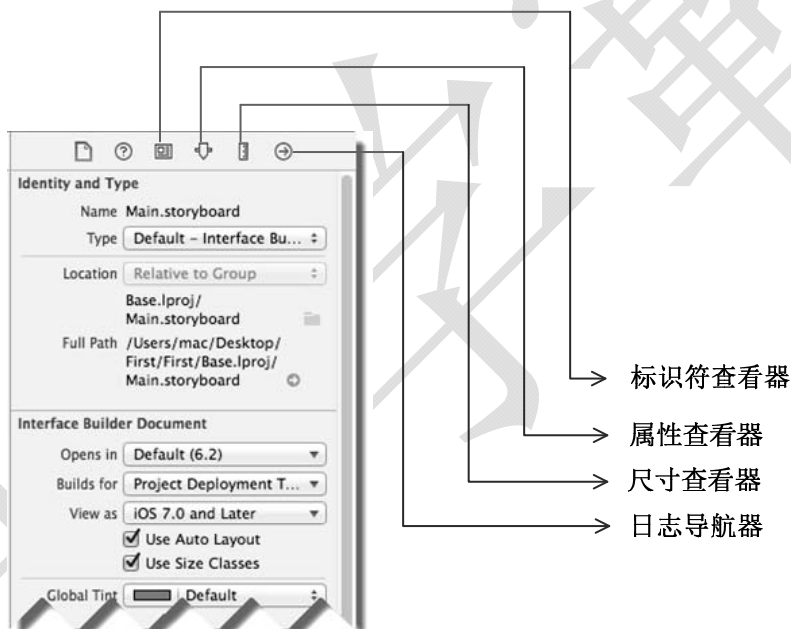 Identity and Type
Name Main.storyboard
Type Default – Interface Bu...
Location Relative to Group
Base.lproj/
Main.storyboard
Full Path /Users/mac/Desktop/
First/First/Base.lproj/
Main.storyboard
Interface Builder Document
Opens in Default (6.2)
Builds for Project Deployment T...
View as iOS 7.0 and Later
Use Auto Layout
Use Size Classes
Global Tint Default
标识符查看器
属性查看器
尺寸查看器
日志导航器